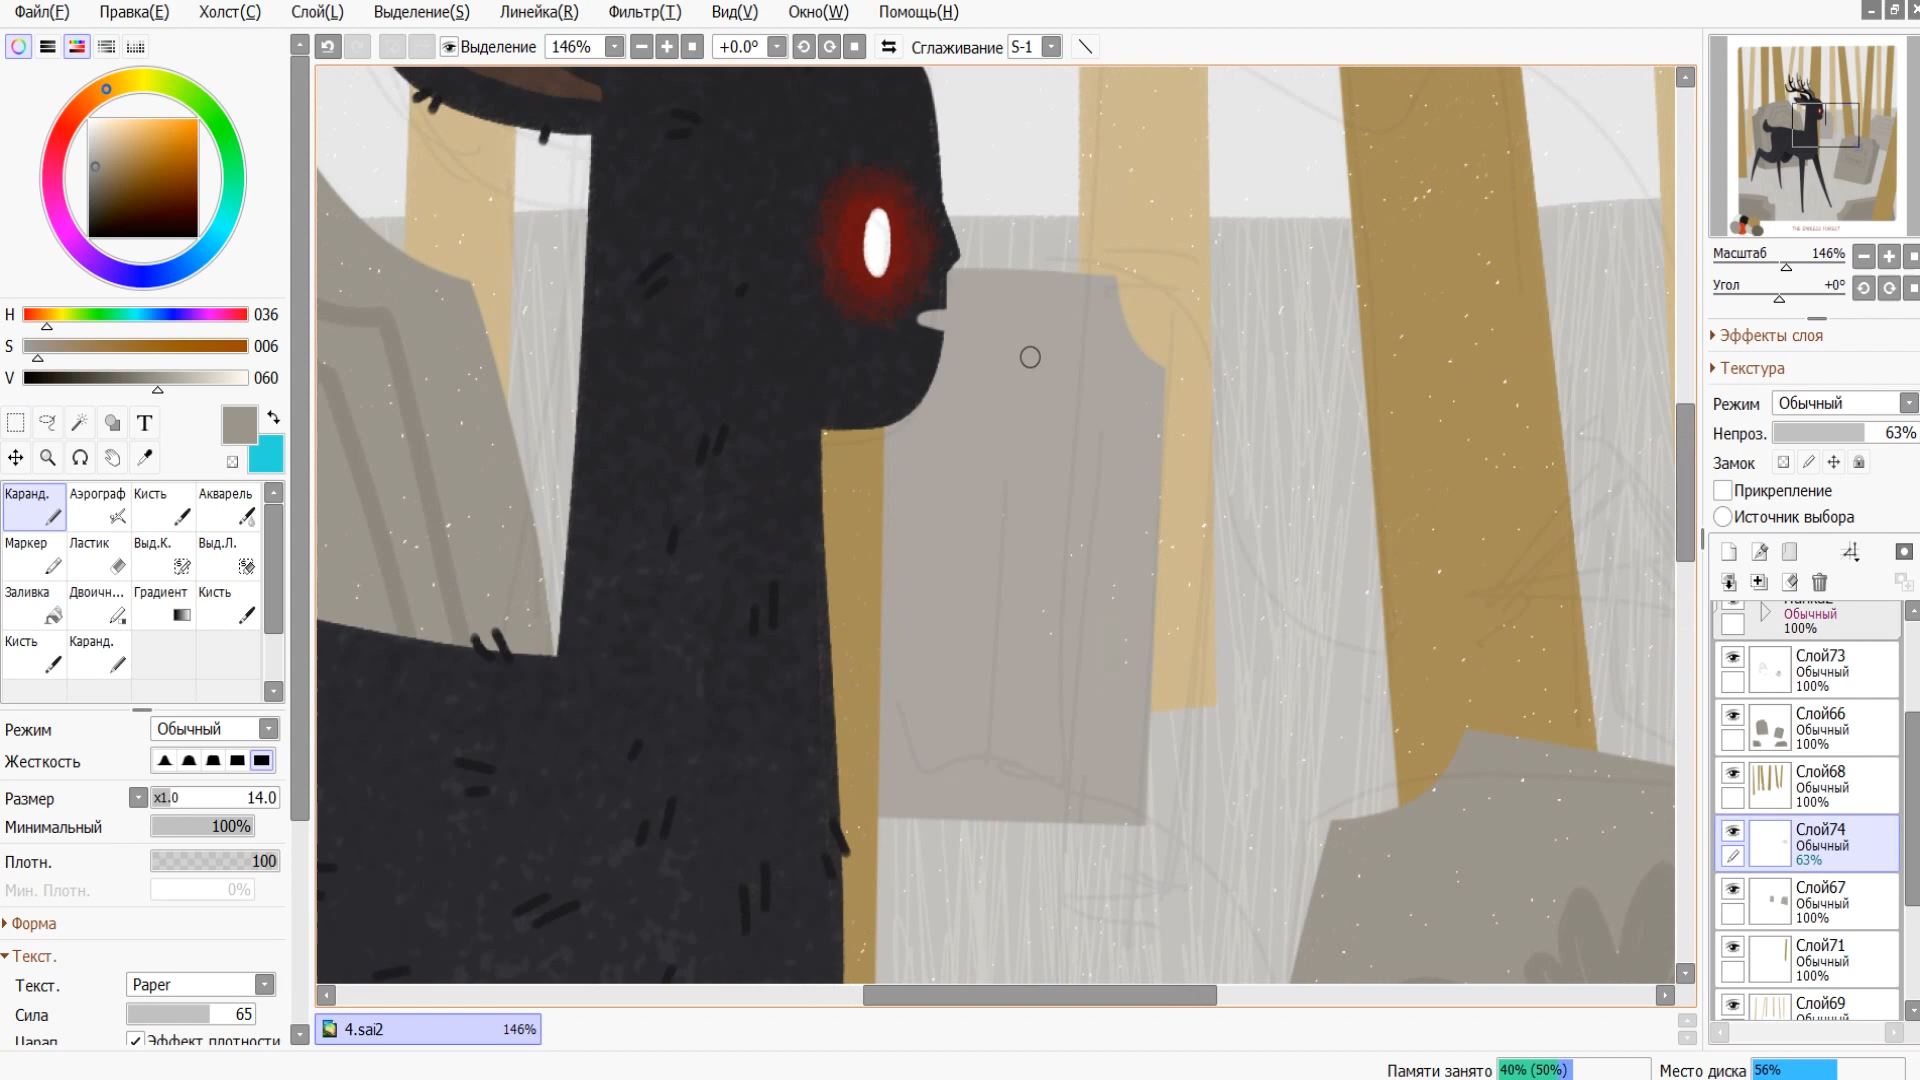 Файл(F) Правка(E) Холст(C) Слой(L) Выделение(S) Линейка(R) Фильтр(T) Вид(V) Окно(W) Помощь(H)
Выделение 146% +0.0° Сглаживание S-1
H 036
S 006
V 060
T
Каранд. Аэрограф Кисть Акварель
Маркер Ластик Выд.К. Выд.Л.
Заливка Двоичн... Градиент Кисть
Кисть Каранд.
Режим Обычный
Жесткость
Размер x1.0 14.0
Минимальный 100%
Плотн. 100
Мин. Плотн. 0%
Форма
Текст.
Текст. Paper
Сила 65
Эффект плотности
4.sai2 146%
THE ENDLESS FOREST
Масштаб 146%
Угол +0°
Эффекты слоя
Текстура
Режим Обычный
Непроз. 63%
Замок
Прикрепление
Источник выбора
Обычный
100%
Слой73
Обычный
100%
Слой66
Обычный
100%
Слой68
Обычный
100%
Слой74
Обычный
63%
Слой67
Обычный
100%
Слой71
Обычный
100%
Слой69
Обычный
Памяти занято 40% (50%) Место диска 56%